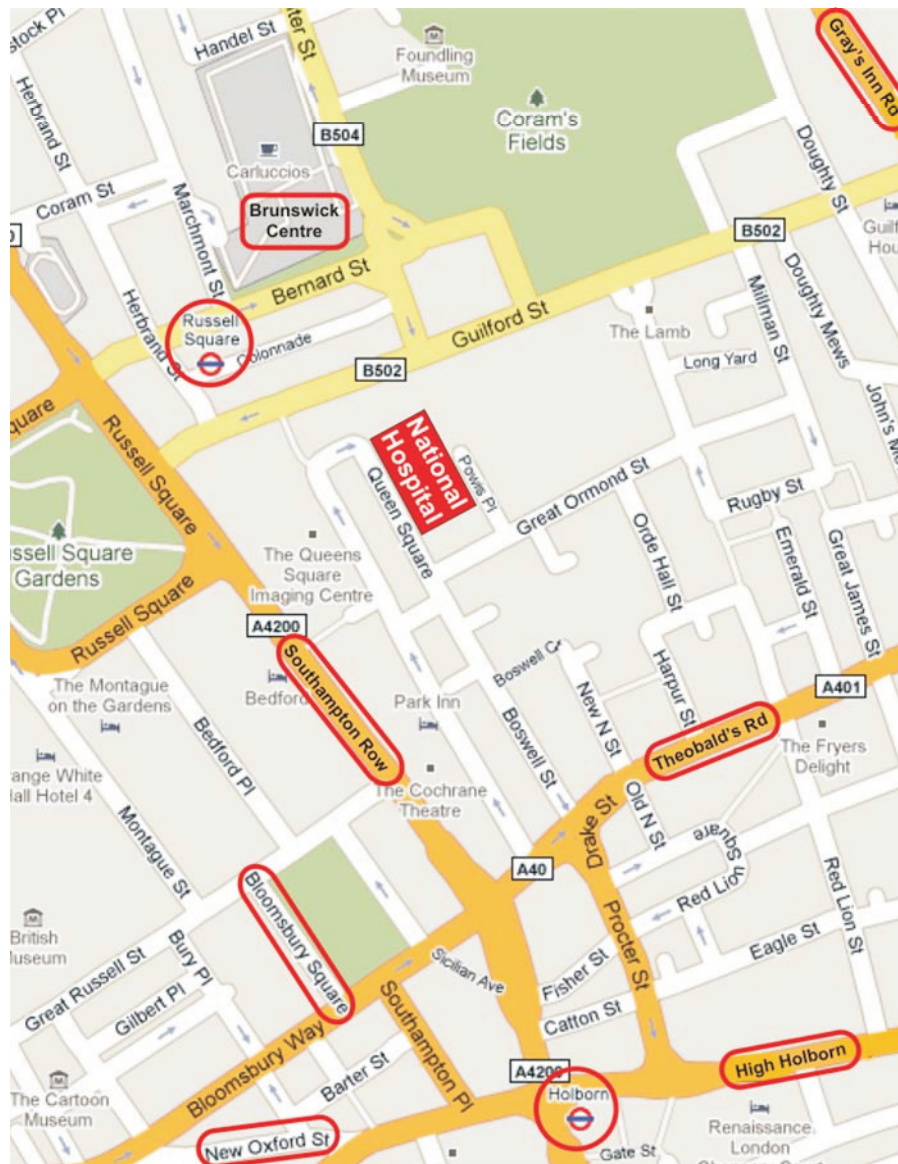 stock Pl
Handel St
ter St
Foundling
Museum
Gray's Inn Rd
Herbrand St
B504
Coram's
Fields
Carluccios
Doughty St
Coram St
Marchmont St
Brunswick
Centre
B502
Guilf
Hou
Bernard St
Herbrand St
Russell
Square
Colonnade
Guilford St
The Lamb
Millman St
Doughty Mews
Long Yard
B502
John's M
quare
Russell Square
National
Hospital
Queen Square
Powis Pl
Great Ormond St
Rugby St
Orde Hall St
Emerald St
Great James St
ussell Square
Gardens
The Queens
Square
Imaging Centre
Russell Square
A4200
Southampton Row
Bedfor
The Montague
on the Gardens
Park Inn
Boswell Ct
New N St
Harpur St
A401
Boswell St
Theobald's Rd
The Fryers
Delight
Bedford Pl
ange White
all Hotel 4
The Cochrane
Theatre
Montague St
Old N St
Drake St
A40
Red Lion Square
Red Lion St
Bloomsbury Square
Procter St
British
Museum
Great Russell St
Bury Pl
Gilbert Pl
Sicilian Ave
Fisher St
Eagle St
Catton St
Bloomsbury Way
Southampton Pl
Barter St
A4200
Holborn
High Holborn
The Cartoon
Museum
New Oxford St
Gate St
Renaissance
London